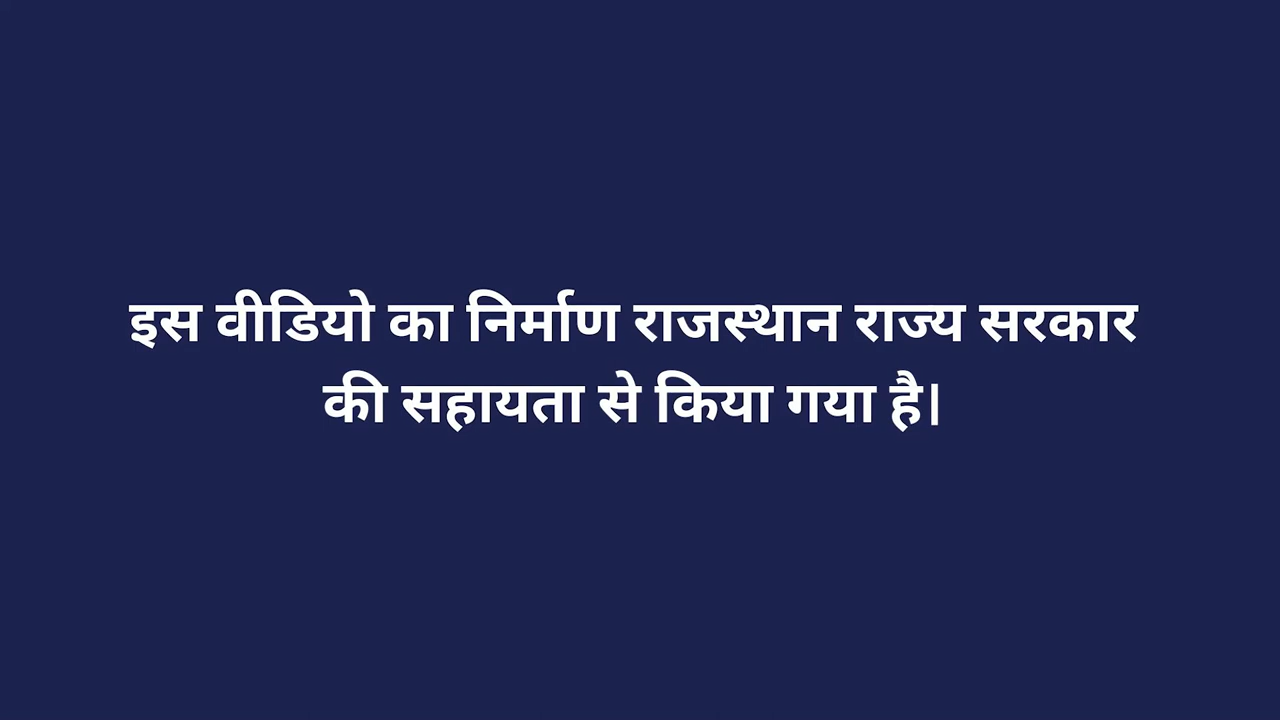 इस वीडियो का निर्माण राजस्थान राज्य सरकार
की सहायता से किया गया है।